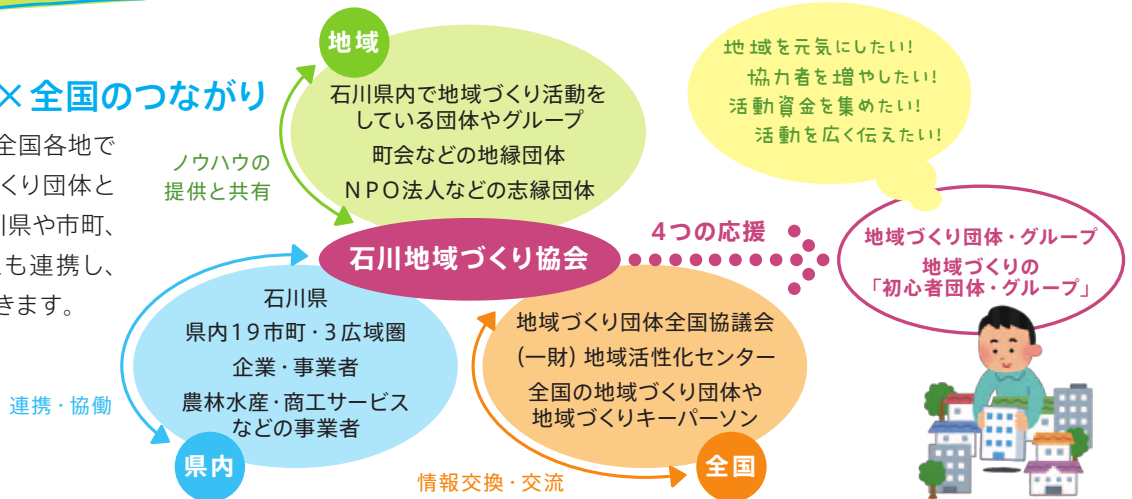 ×全国のつながり
全国各地で
くり団体と
川県や市町、
も連携し、
きます。
地域
石川県内で地域づくり活動を
している団体やグループ
町会などの地縁団体
NPO法人などの志縁団体
ノウハウの
提供と共有
石川地域づくり協会
4つの応援
石川県
県内19市町・3広域圏
企業・事業者
農林水産・商工サービス
などの事業者
県内
連携・協働
地域づくり団体全国協議会
(一財)地域活性化センター
全国の地域づくり団体や
地域づくりキーパーソン
全国
情報交換・交流
地域を元気にしたい!
協力者を増やしたい!
活動資金を集めたい!
活動を広く伝えたい!
地域づくり団体・グループ
地域づくりの
「初心者団体・グループ」